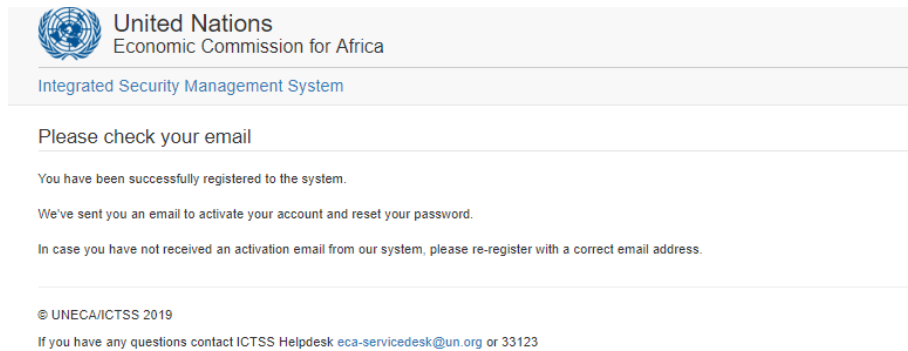 United Nations
Economic Commission for Africa
Integrated Security Management System
Please check your email
You have been successfully registered to the system.
We've sent you an email to activate your account and reset your password.
In case you have not received an activation email from our system, please re-register with a correct email address.
© UNECA/ICTSS 2019
If you have any questions contact ICTSS Helpdesk eca-servicedesk@un.org or 33123